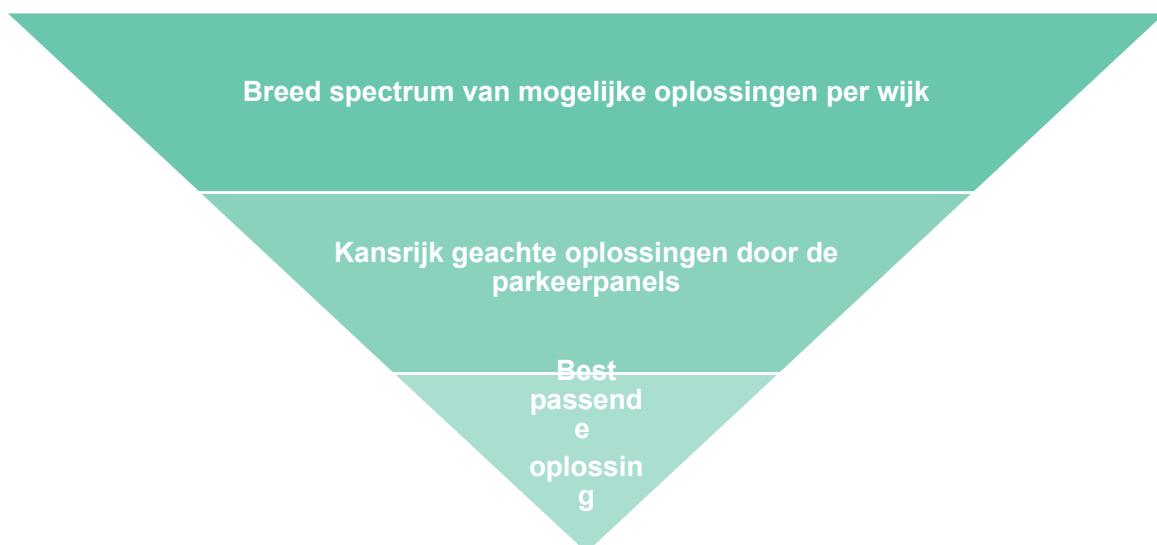 Breed spectrum van mogelijke oplossingen per wijk
Kansrijk geachte oplossingen door de
parkeerpanels
Best
passend
e
oplossin
g